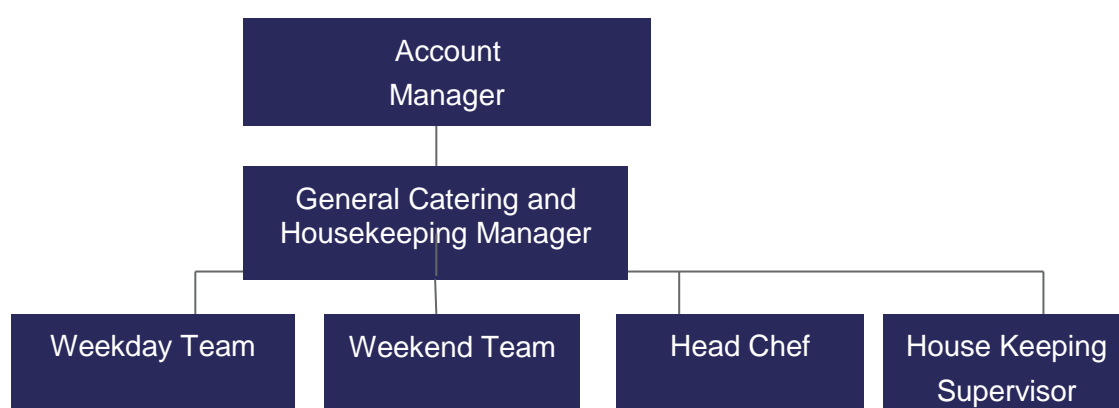 Account
Manager
General Catering and
Housekeeping Manager
Weekday Team
Weekend Team
Head Chef
House Keeping
Supervisor